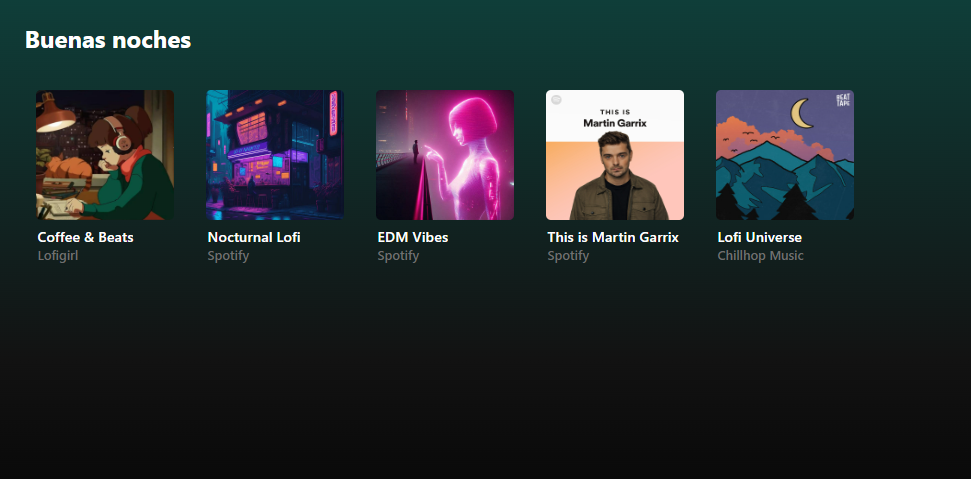 Buenas noches
BEAT
TAPE
THIS IS
Martin Garrix
Coffee & Beats
Lofigirl
Nocturnal Lofi
Spotify
EDM Vibes
Spotify
This is Martin Garrix
Spotify
Lofi Universe
Chillhop Music